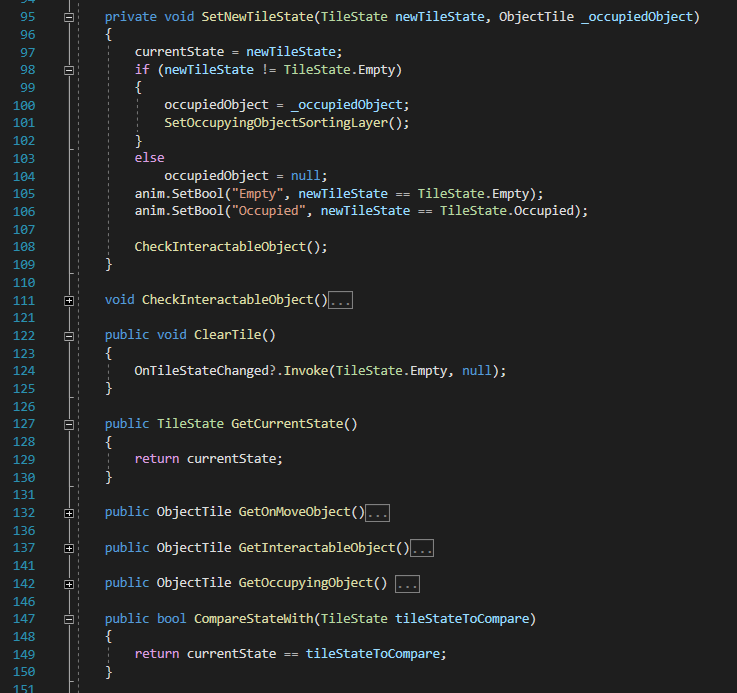 94
95 private void SetNewTileState(TileState newTileState, ObjectTile _occupiedObject)
96 {
97 currentState = newTileState;
98 if (newTileState != TileState.Empty)
99 {
100 occupiedObject = _occupiedObject;
101 SetOccupyingObjectSortingLayer();
102 }
103 else
104 occupiedObject = null;
105 anim.SetBool("Empty", newTileState == TileState.Empty);
106 anim.SetBool("Occupied", newTileState == TileState.Occupied);
107
108 CheckInteractableObject();
109 }
110
111 void CheckInteractableObject()...
121
122 public void ClearTile()
123 {
124 OnTileStateChanged?.Invoke(TileState.Empty, null);
125 }
126
127 public TileState GetCurrentState()
128 {
129 return currentState;
130 }
131
132 public ObjectTile GetOnMoveObject()...
136
137 public ObjectTile GetInteractableObject()...
141
142 public ObjectTile GetOccupyingObject() ...
146
147 public bool CompareStateWith(TileState tileStateToCompare)
148 {
149 return currentState == tileStateToCompare;
150 }
151